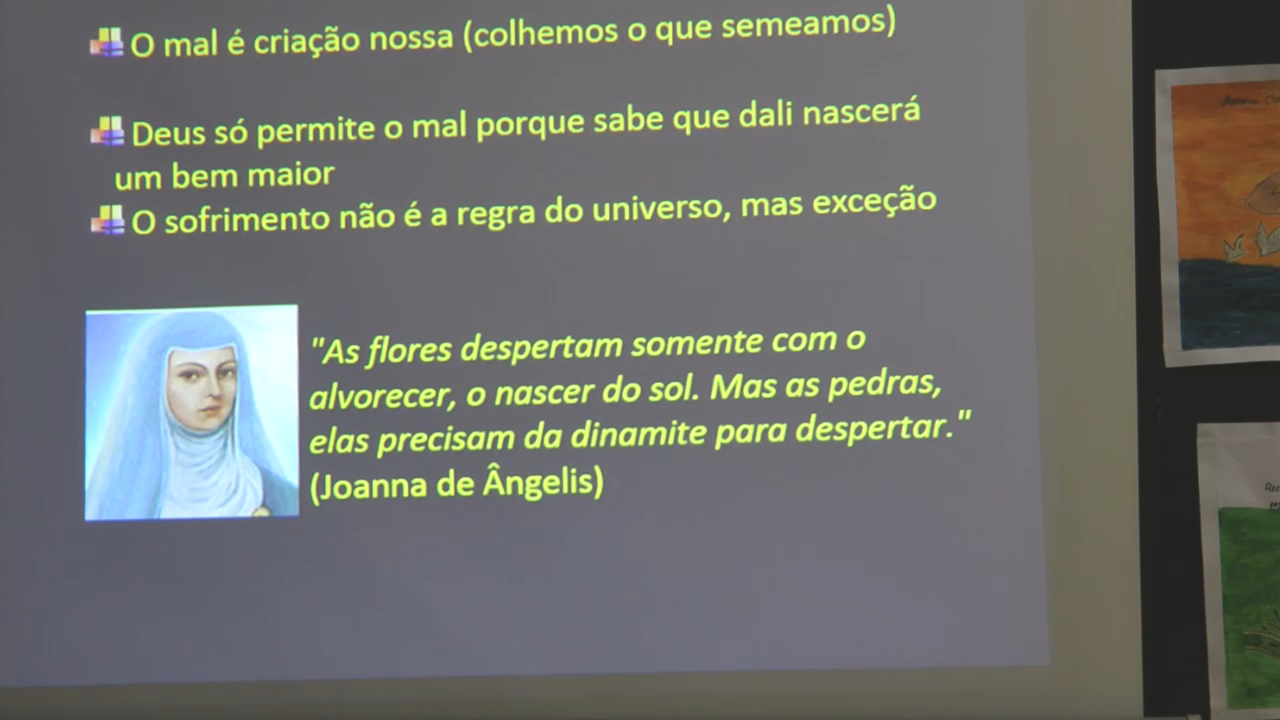 O mal é criação nossa (colhemos o que semeamos)
Deus só permite o mal porque sabe que dali nascerá
um bem maior
O sofrimento não é a regra do universo, mas exceção
"As flores despertam somente com o
alvorecer, o nascer do sol. Mas as pedras,
elas precisam da dinamite para despertar."
(Joanna de Ângelis)